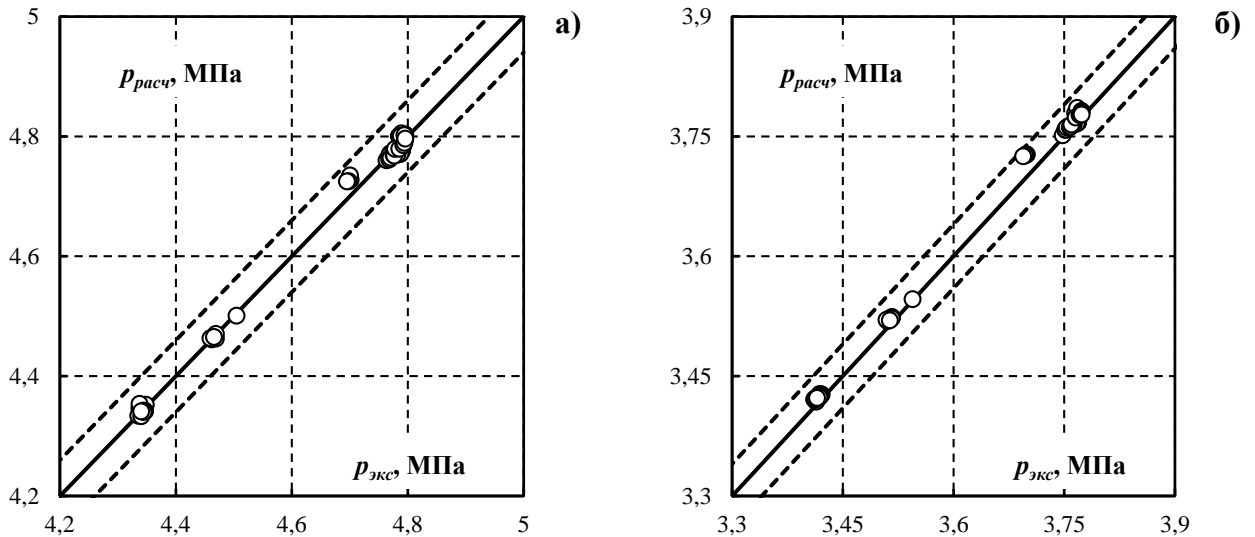 а)
5
4,8
4,6
4,4
4,2
p_расч, МПа
p_экс, МПа
4,2 4,4 4,6 4,8 5
б)
3,9
3,75
3,6
3,45
3,3
p_расч, МПа
p_экс, МПа
3,3 3,45 3,6 3,75 3,9